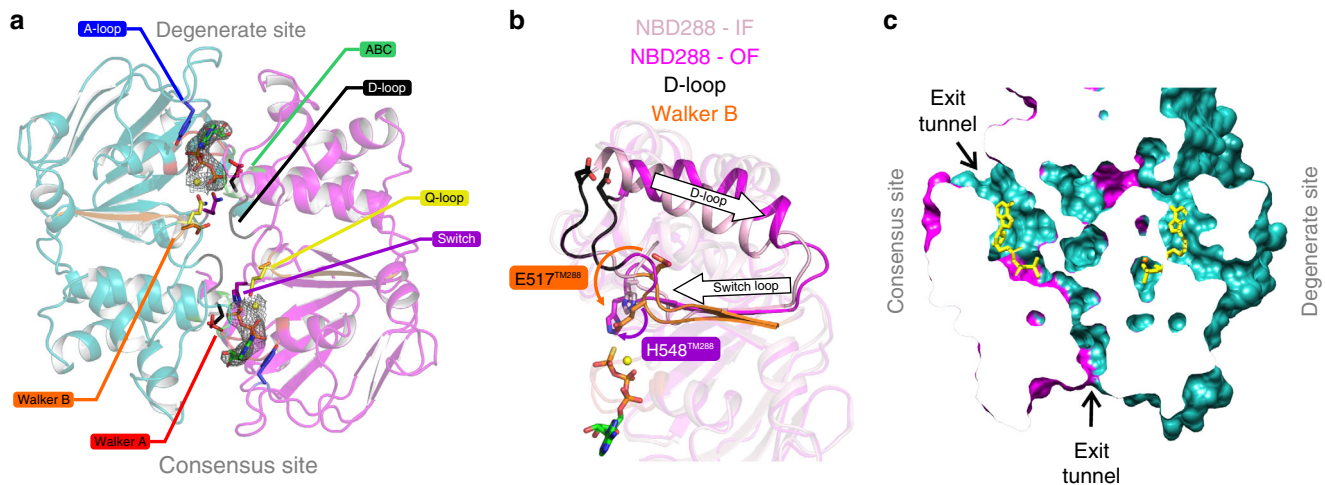 a
A-loop
Degenerate site
ABC
D-loop
Q-loop
Switch
Walker B
Walker A
Consensus site
b
NBD288 - IF
NBD288 - OF
D-loop
Walker B
D-loop
E517TM288
Switch loop
H548TM288
c
Exit
tunnel
Consensus site
Degenerate site
Exit
tunnel